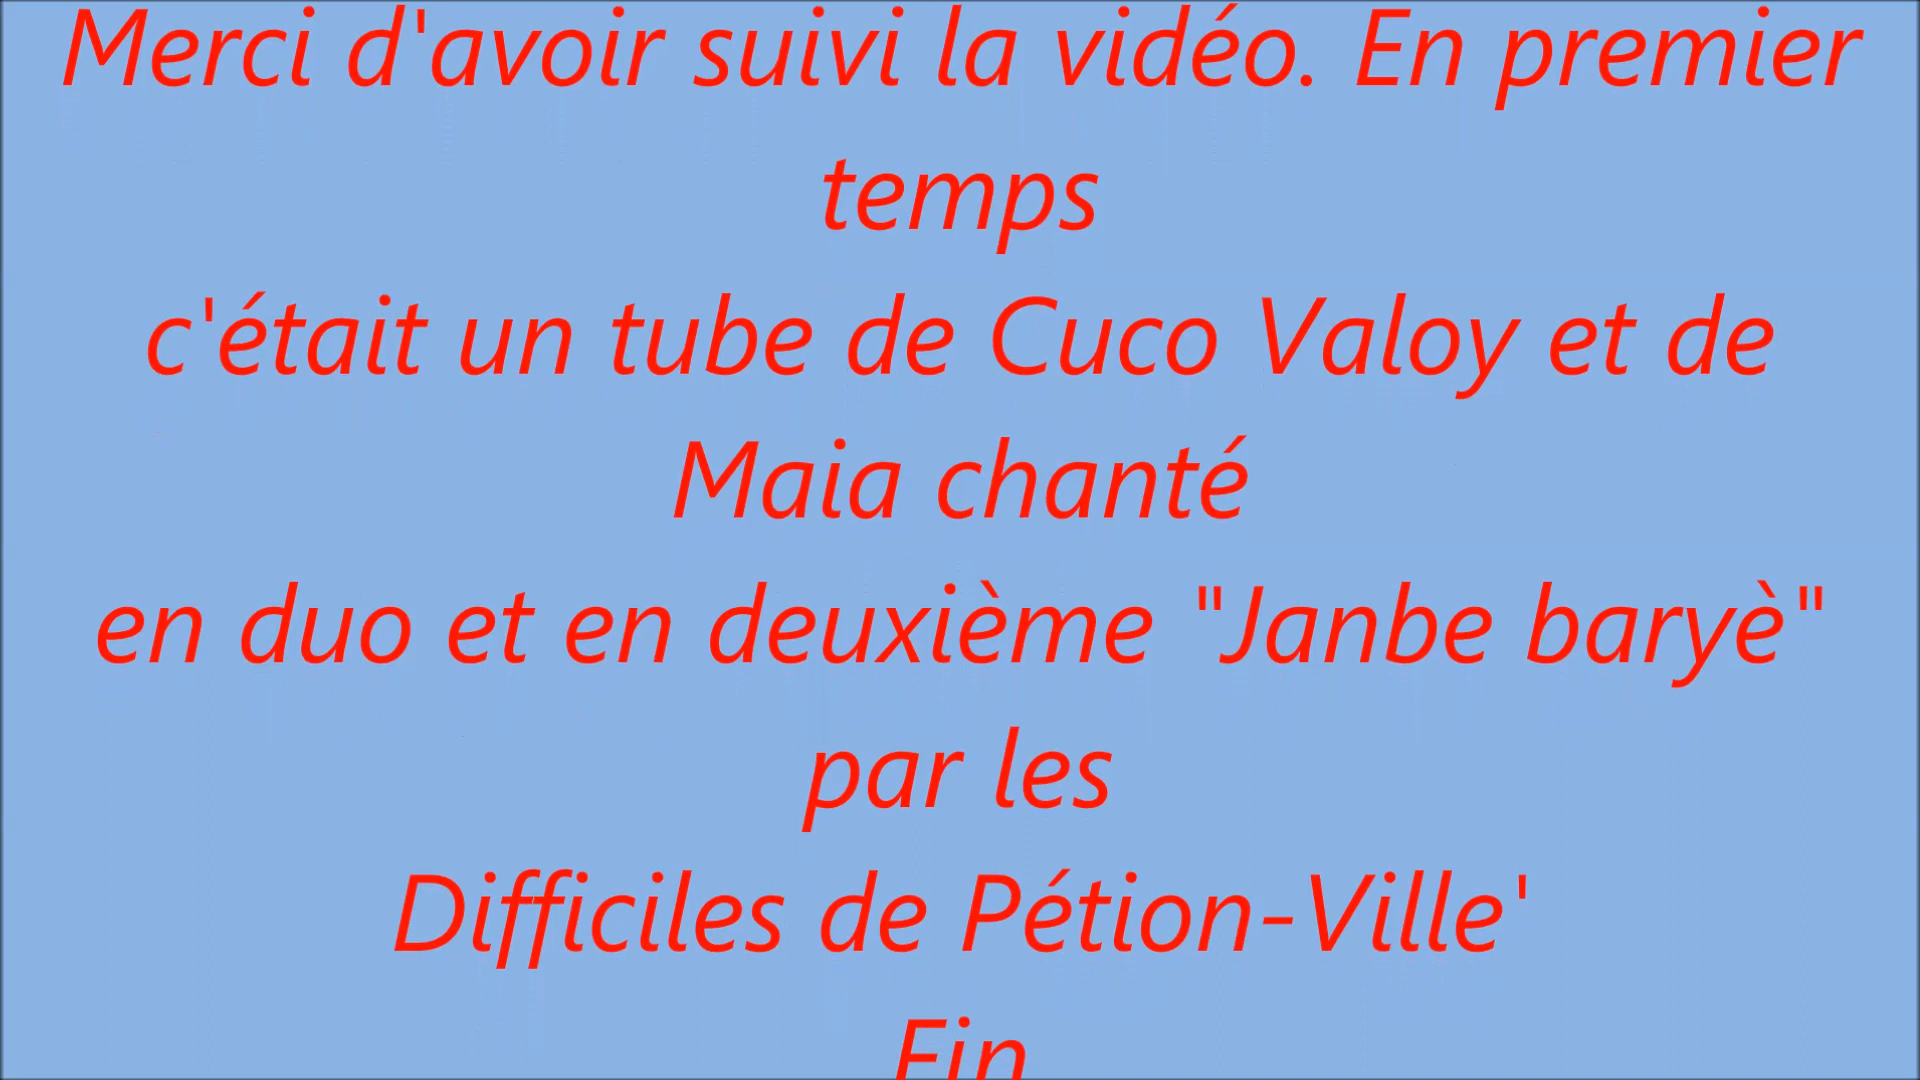 Merci d'avoir suivi la vidéo. En premier
temps
c'était un tube de Cuco Valoy et de
Maia chanté
en duo et en deuxième "Janbe baryè"
par les
Difficiles de Pétion-Ville'
Fin